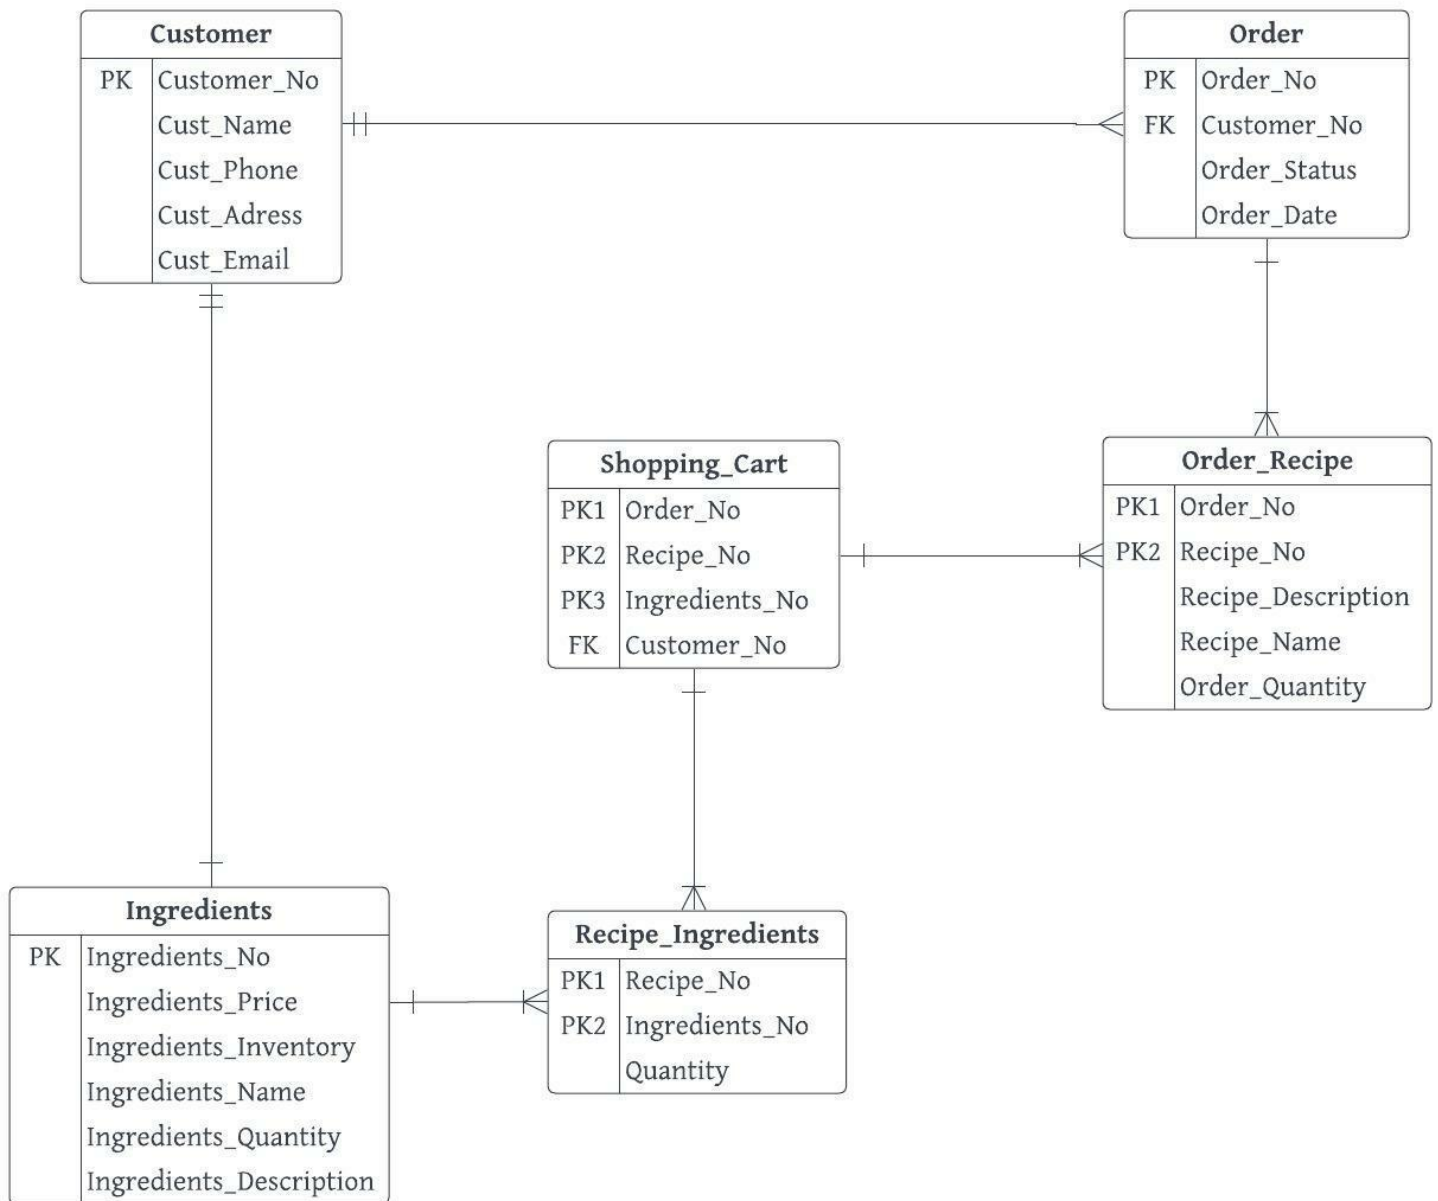 Customer
PK Customer_No
Cust_Name
Cust_Phone
Cust_Adress
Cust_Email
Order
PK Order_No
FK Customer_No
Order_Status
Order_Date
Shopping_Cart
PK1 Order_No
PK2 Recipe_No
PK3 Ingredients_No
FK Customer_No
Order_Recipe
PK1 Order_No
PK2 Recipe_No
Recipe_Description
Recipe_Name
Order_Quantity
Ingredients
PK Ingredients_No
Ingredients_Price
Ingredients_Inventory
Ingredients_Name
Ingredients_Quantity
Ingredients_Description
Recipe_Ingredients
PK1 Recipe_No
PK2 Ingredients_No
Quantity